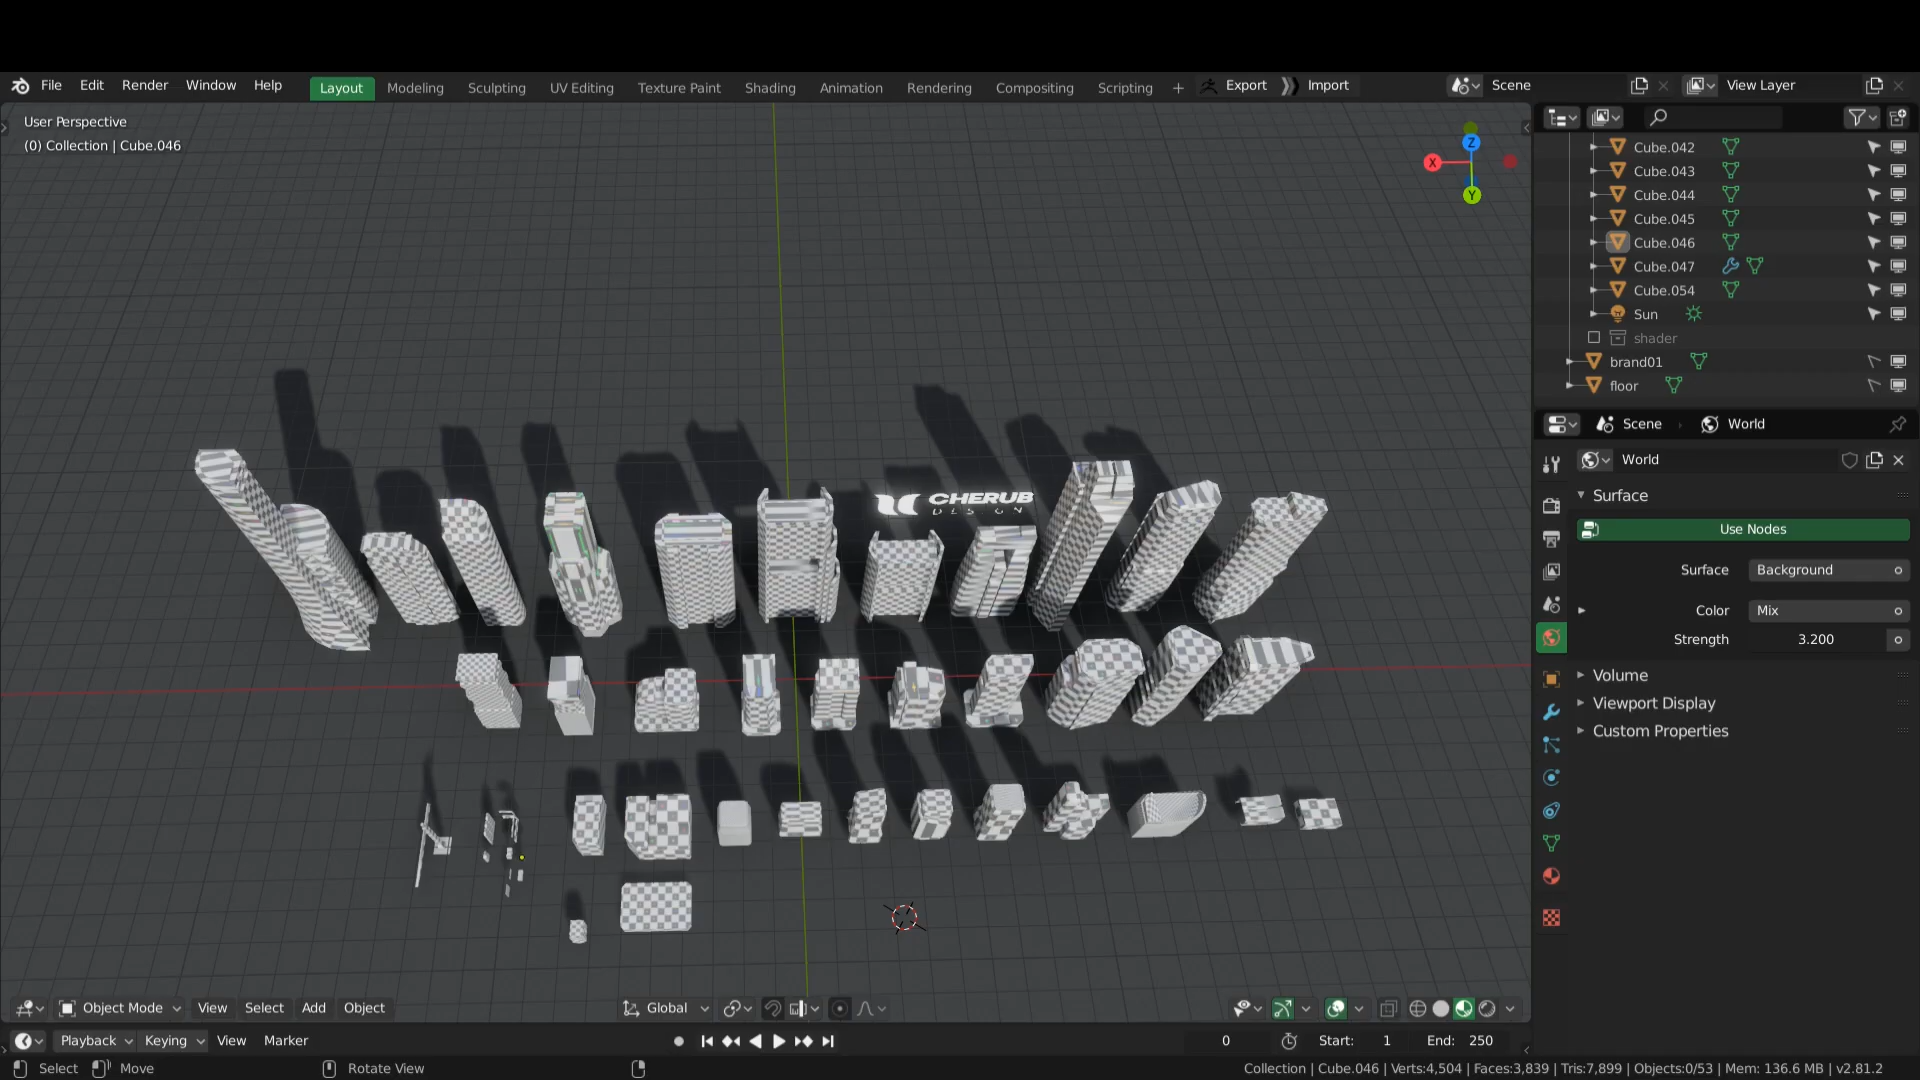 File Edit Render Window Help Layout Modeling Sculpting UV Editing Texture Paint Shading Animation Rendering Compositing Scripting + Export Import Scene View Layer
User Perspective
(0) Collection | Cube.046
Z
X
Y
CHERUB
DESIGN
Cube.042
Cube.043
Cube.044
Cube.045
Cube.046
Cube.047
Cube.054
Sun
shader
brand01
floor
Scene › World
World
Surface
Use Nodes
Surface Background
Color Mix
Strength 3.200
Volume
Viewport Display
Custom Properties
Object Mode View Select Add Object Global
Playback Keying View Marker 0 Start: 1 End: 250
Select Move Rotate View Collection | Cube.046 | Verts:4,504 | Faces:3,839 | Tris:7,899 | Objects:0/53 | Mem: 136.6 MB | v2.81.2